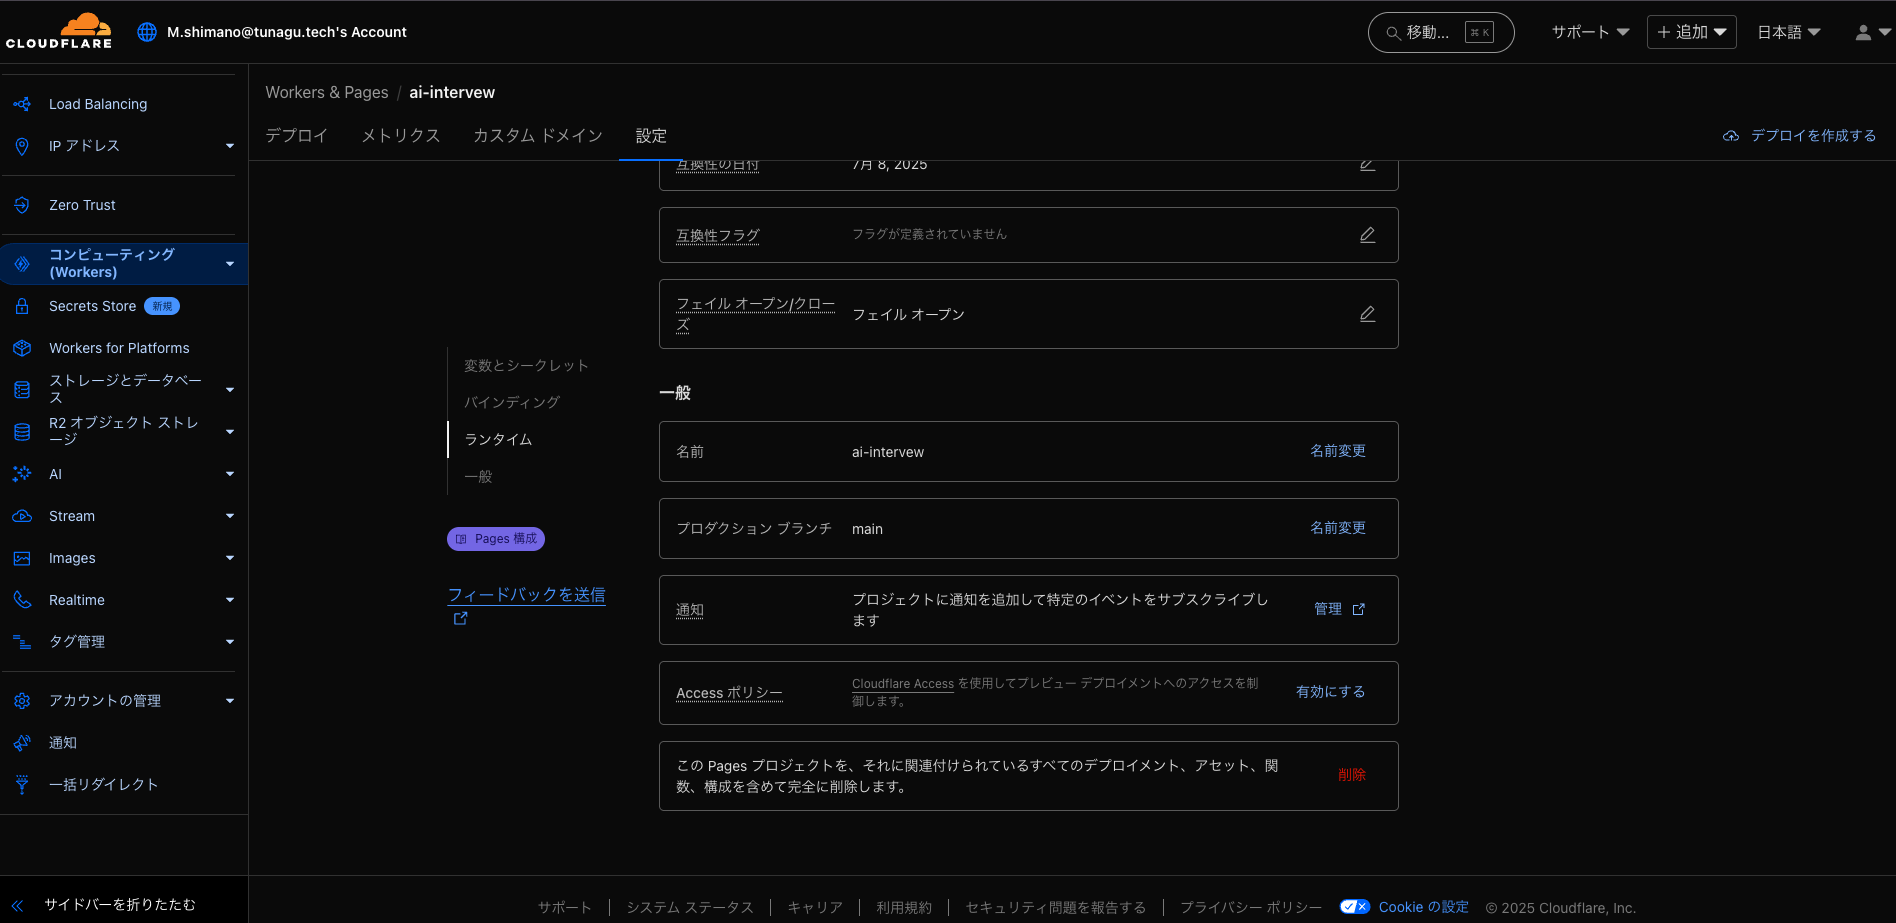 CLOUDFLARE
M.shimano@tunagu.tech's Account
移動...
⌘ K
サポート
+ 追加
日本語
Load Balancing
IP アドレス
Zero Trust
コンピューティング
(Workers)
Secrets Store 新規
Workers for Platforms
ストレージとデータベー
ス
R2 オブジェクト ストレ
ージ
AI
Stream
Images
Realtime
タグ管理
アカウントの管理
通知
一括リダイレクト
サイドバーを折りたたむ
Workers & Pages / ai-intervew
デプロイ
メトリクス
カスタム ドメイン
設定
デプロイを作成する
変数とシークレット
バインディング
ランタイム
一般
Pages 構成
フィードバックを送信
互換性の日付
7月 8, 2025
互換性フラグ
フラグが定義されていません
フェイル オープン/クロー
ズ
フェイル オープン
一般
名前
ai-intervew
名前変更
プロダクション ブランチ
main
名前変更
通知
プロジェクトに通知を追加して特定のイベントをサブスクライブし
ます
管理
Access ポリシー
Cloudflare Access を使用してプレビュー デプロイメントへのアクセスを制
御します。
有効にする
この Pages プロジェクトを、それに関連付けられているすべてのデプロイメント、アセット、関
数、構成を含めて完全に削除します。
削除
サポート
システム ステータス
キャリア
利用規約
セキュリティ問題を報告する
プライバシー ポリシー
Cookie の設定
© 2025 Cloudflare, Inc.